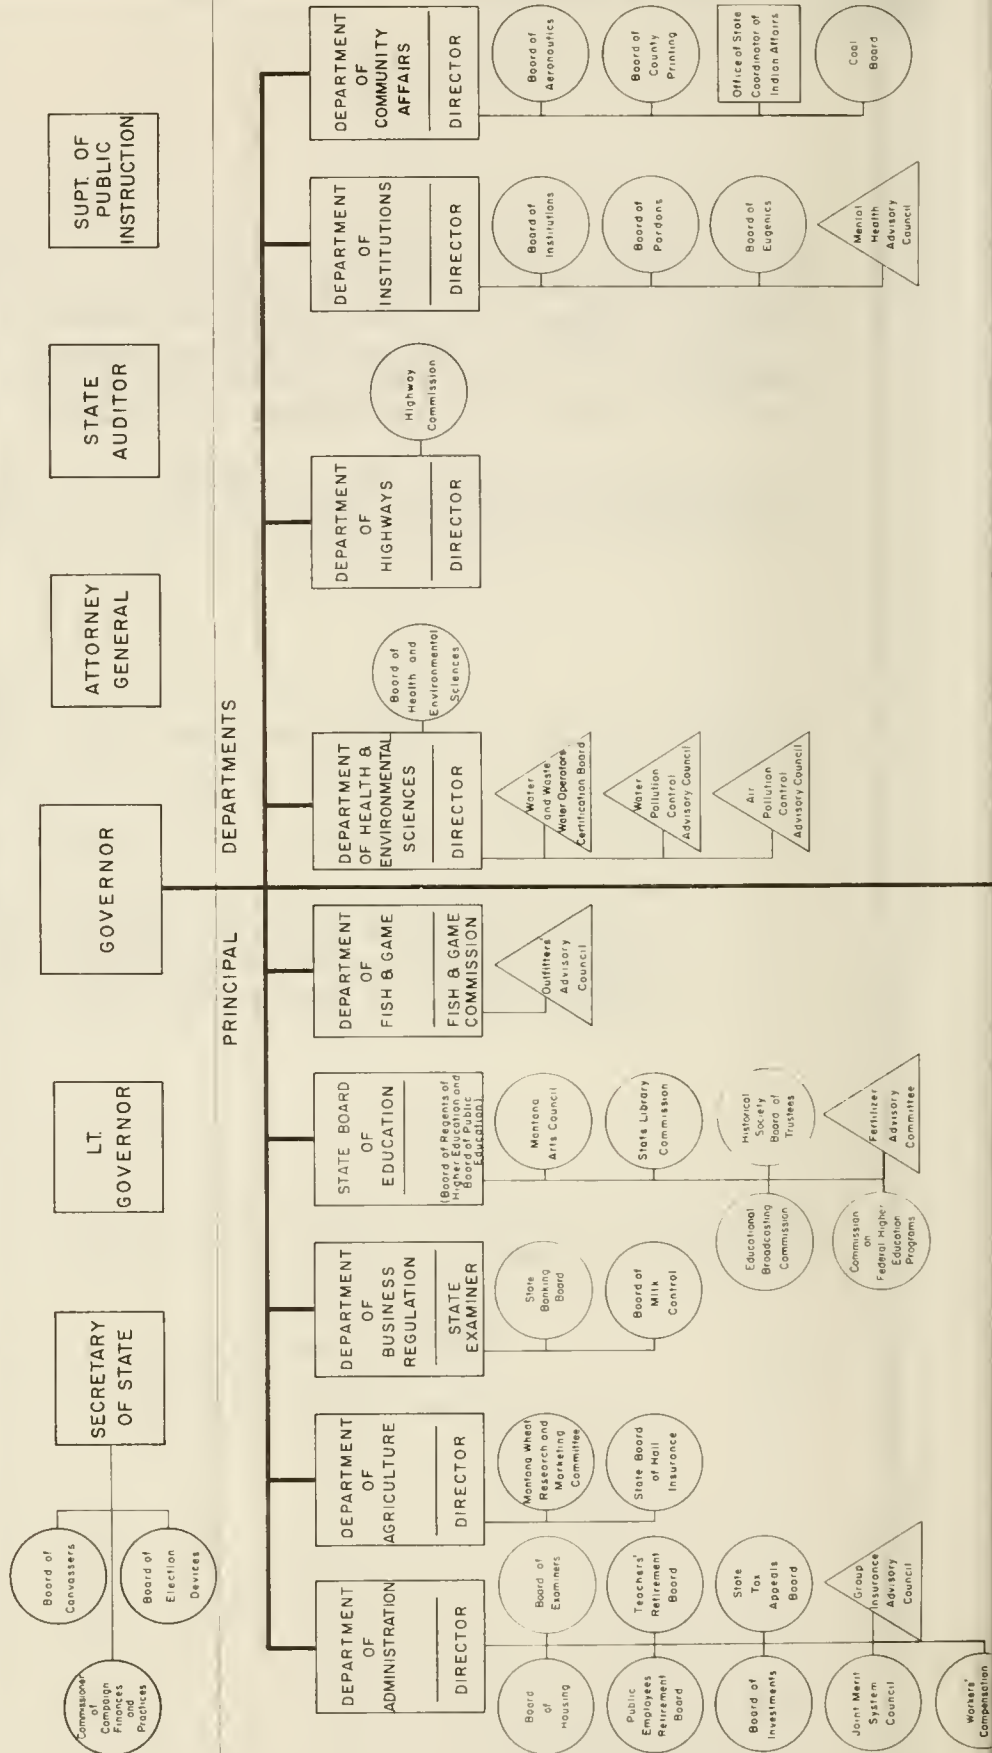 Commissioner
of
Campaign
Finances
and
Practices
Board of
Canvassers
Board of
Election
Devices
SECRETARY
OF STATE
LT.
GOVERNOR
GOVERNOR
ATTORNEY
GENERAL
STATE
AUDITOR
SUPT. OF
PUBLIC
INSTRUCTION
PRINCIPAL DEPARTMENTS
DEPARTMENT
OF
ADMINISTRATION
DIRECTOR
Board
of
Housing
Board of
Examiners
Public
Employees
Retirement
Board
Teachers'
Retirement
Board
Board of
Investments
State
Tax
Appeals
Board
Joint Merit
System
Council
Group
Insurance
Advisory
Council
Workers'
Compensation
DEPARTMENT
OF
AGRICULTURE
DIRECTOR
Montana Wheat
Research and
Marketing
Committee
State Board
of Hail
Insurance
DEPARTMENT
OF
BUSINESS
REGULATION
STATE
EXAMINER
State
Banking
Board
Board of
Milk
Control
STATE BOARD
OF
EDUCATION
(Board of Regents of
Higher Education and
Board of Public
Education)
Montana
Arts Council
State Library
Commission
Educational
Broadcasting
Commission
Historical
Society
Board of
Trustees
Commission
on
Federal Higher
Education
Programs
Fertilizer
Advisory
Committee
DEPARTMENT
OF
FISH & GAME
FISH & GAME
COMMISSION
Outfitters'
Advisory
Council
DEPARTMENT
OF HEALTH &
ENVIRONMENTAL
SCIENCES
DIRECTOR
Board of
Health and
Environmental
Sciences
Water
and Waste
Water Operators
Certification Board
Water
Pollution
Control
Advisory Council
Air
Pollution
Control
Advisory Council
DEPARTMENT
OF
HIGHWAYS
DIRECTOR
Highway
Commission
DEPARTMENT
OF
INSTITUTIONS
DIRECTOR
Board of
Institutions
Board of
Pardons
Board of
Eugenics
Mental
Health
Advisory
Council
DEPARTMENT
OF
COMMUNITY
AFFAIRS
DIRECTOR
Board of
Aeronautics
Board of
County
Printing
Office of State
Coordinator of
Indian Affairs
Coal
Board